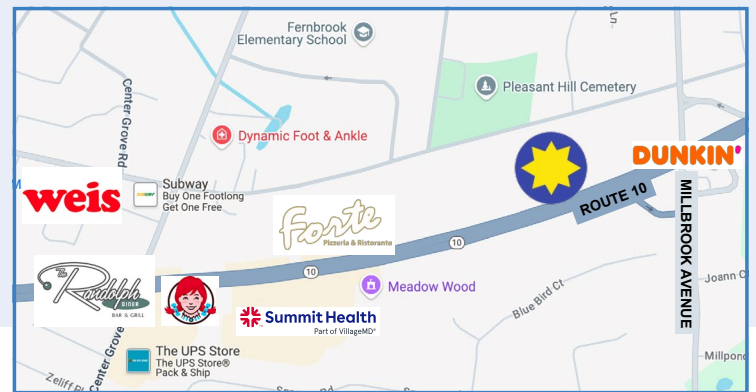 Fernbrook
Elementary School
Center Grove Rd
Pleasant Hill Cemetery
Dynamic Foot & Ankle
DUNKIN'
weis
SUBWAY
Subway
Buy One Footlong
Get One Free
ROUTE 10
MILLBROOK AVENUE
Forte
Pizzeria & Ristorante
10
10
The
Randolph
DINER
BAR & GRILL
Meadow Wood
Blue Bird Ct
Joann C
Summit Health
Part of VillageMD®
The UPS Store
The UPS Store®
Pack & Ship
Center Grove
Millpond
Zeliff Pl